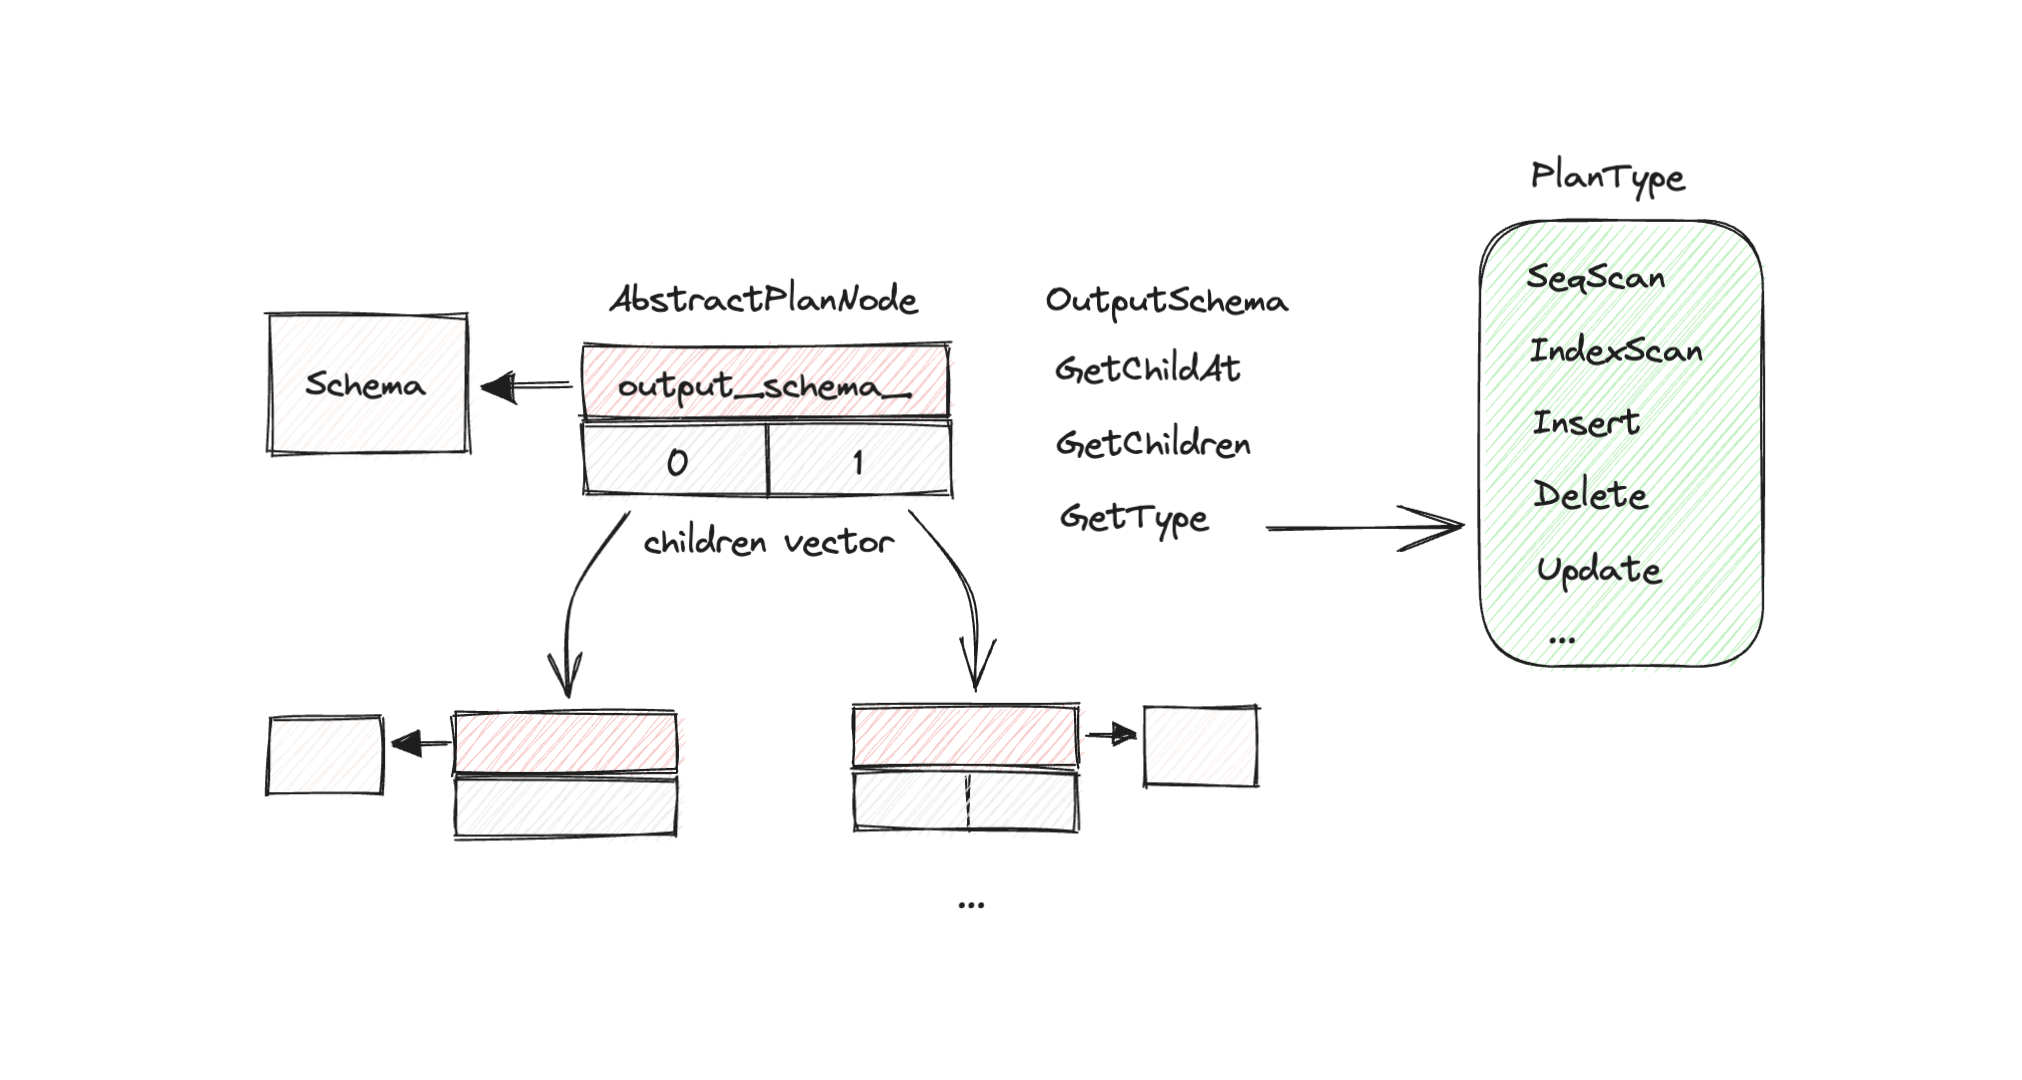 PlanType
SeqScan
IndexScan
Insert
Delete
Update
...
AbstractPlanNode
Schema
output_schema_
0 1
children vector
OutputSchema
GetChildAt
GetChildren
GetType
...